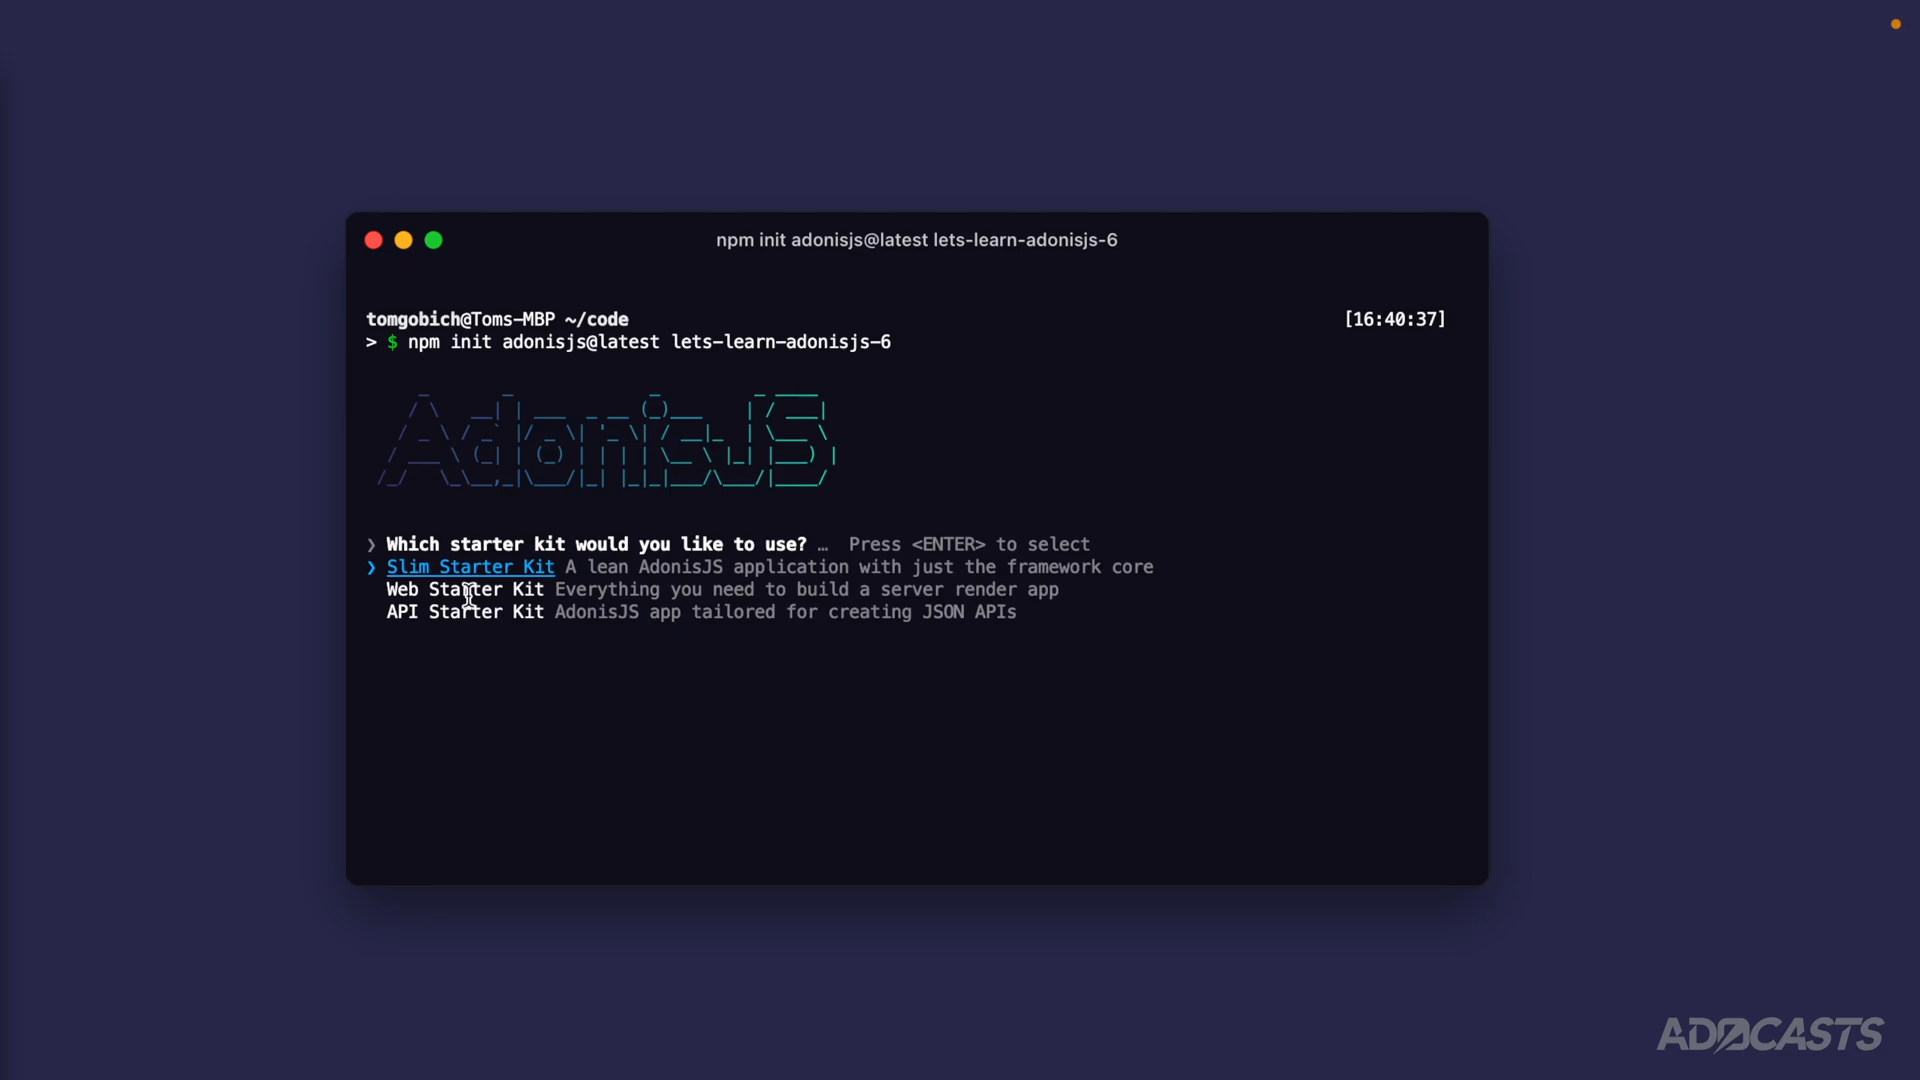 npm init adonisjs@latest lets-learn-adonisjs-6
tomgobich@Toms-MBP ~/code [16:40:37]
> $ npm init adonisjs@latest lets-learn-adonisjs-6
AdonisJS
❯ Which starter kit would you like to use? … Press <ENTER> to select
❯ Slim Starter Kit A lean AdonisJS application with just the framework core
Web Starter Kit Everything you need to build a server render app
API Starter Kit AdonisJS app tailored for creating JSON APIs
ADOCASTS